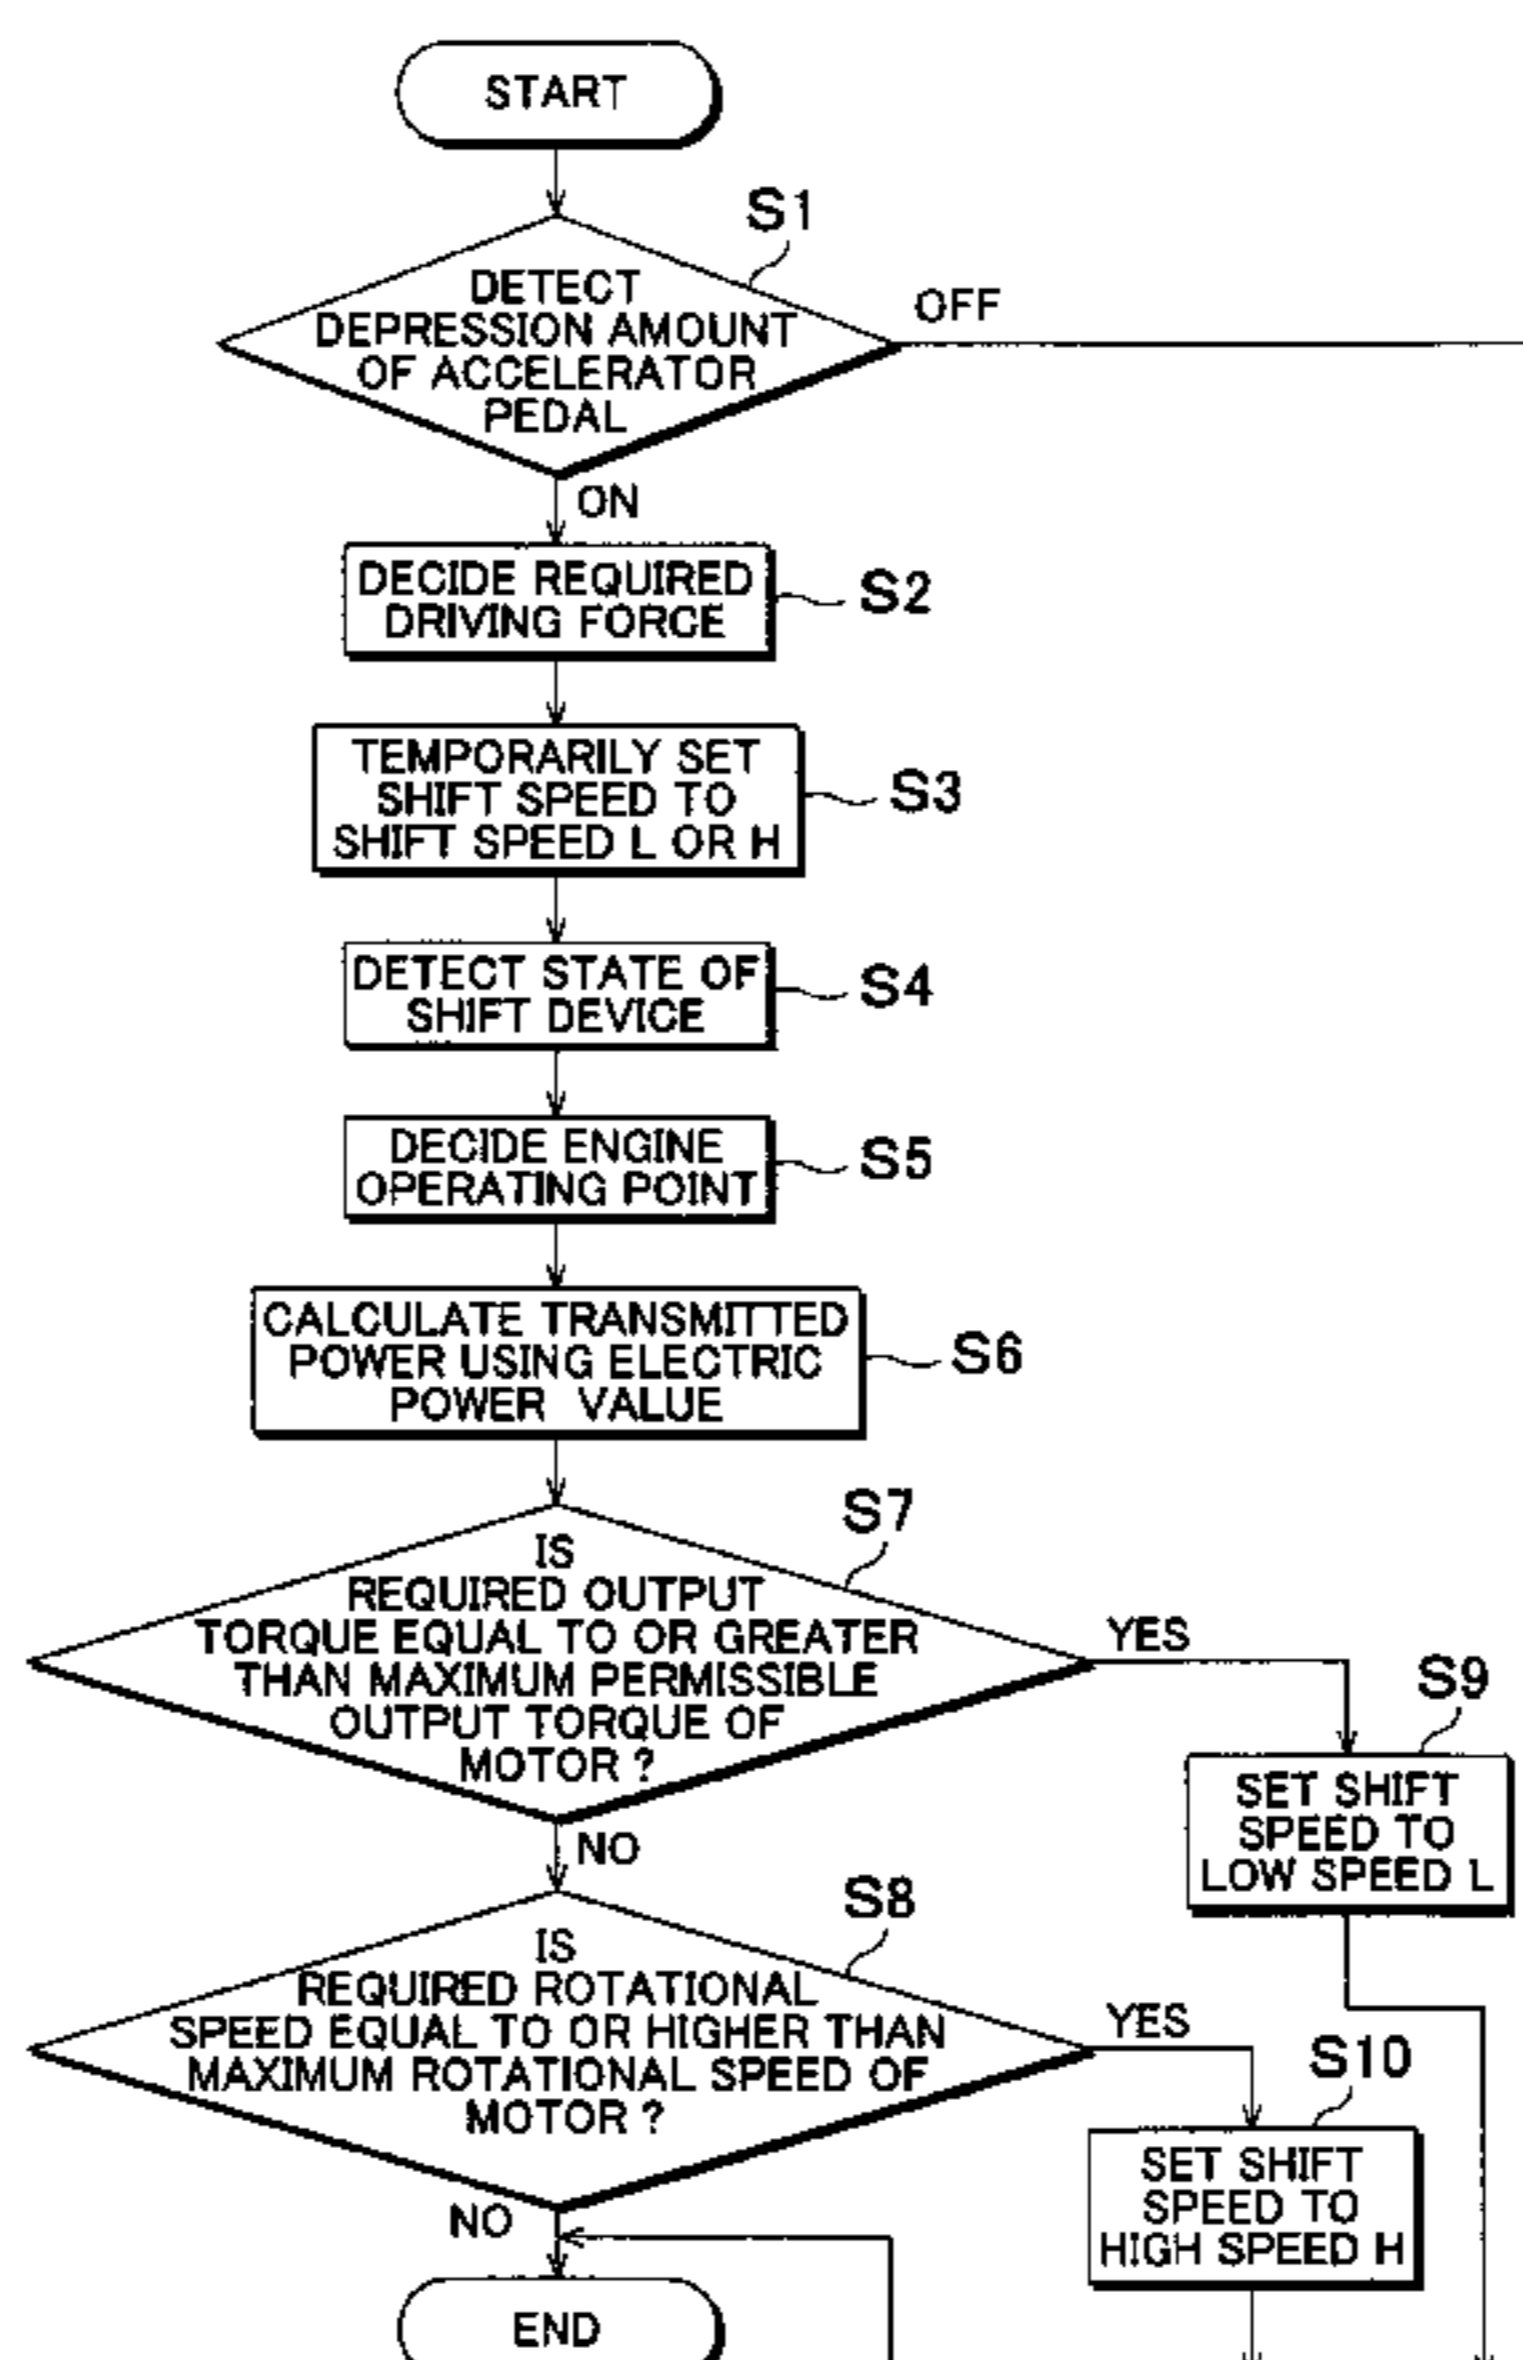 START
S1
DETECT
DEPRESSION AMOUNT
OF ACCELERATOR
PEDAL
OFF
ON
DECIDE REQUIRED
DRIVING FORCE
S2
TEMPORARILY SET
SHIFT SPEED TO
SHIFT SPEED L OR H
S3
DETECT STATE OF
SHIFT DEVICE
S4
DECIDE ENGINE
OPERATING POINT
S5
CALCULATE TRANSMITTED
POWER USING ELECTRIC
POWER VALUE
S6
S7
IS
REQUIRED OUTPUT
TORQUE EQUAL TO OR GREATER
THAN MAXIMUM PERMISSIBLE
OUTPUT TORQUE OF
MOTOR ?
YES
NO
S9
SET SHIFT
SPEED TO
LOW SPEED L
S8
IS
REQUIRED ROTATIONAL
SPEED EQUAL TO OR HIGHER THAN
MAXIMUM ROTATIONAL SPEED OF
MOTOR ?
YES
NO
S10
SET SHIFT
SPEED TO
HIGH SPEED H
END